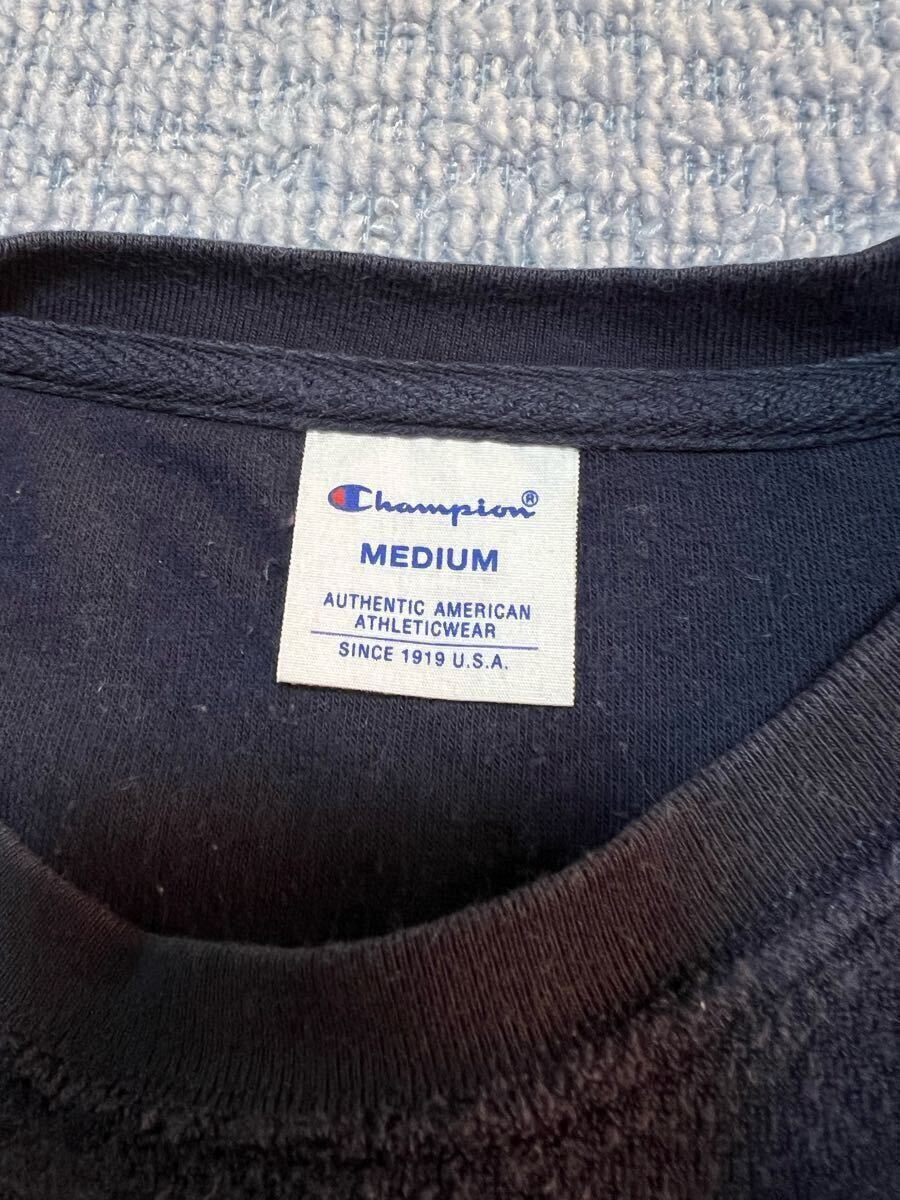 Champion®
MEDIUM
AUTHENTIC AMERICAN
ATHLETICWEAR
SINCE 1919 U.S.A.